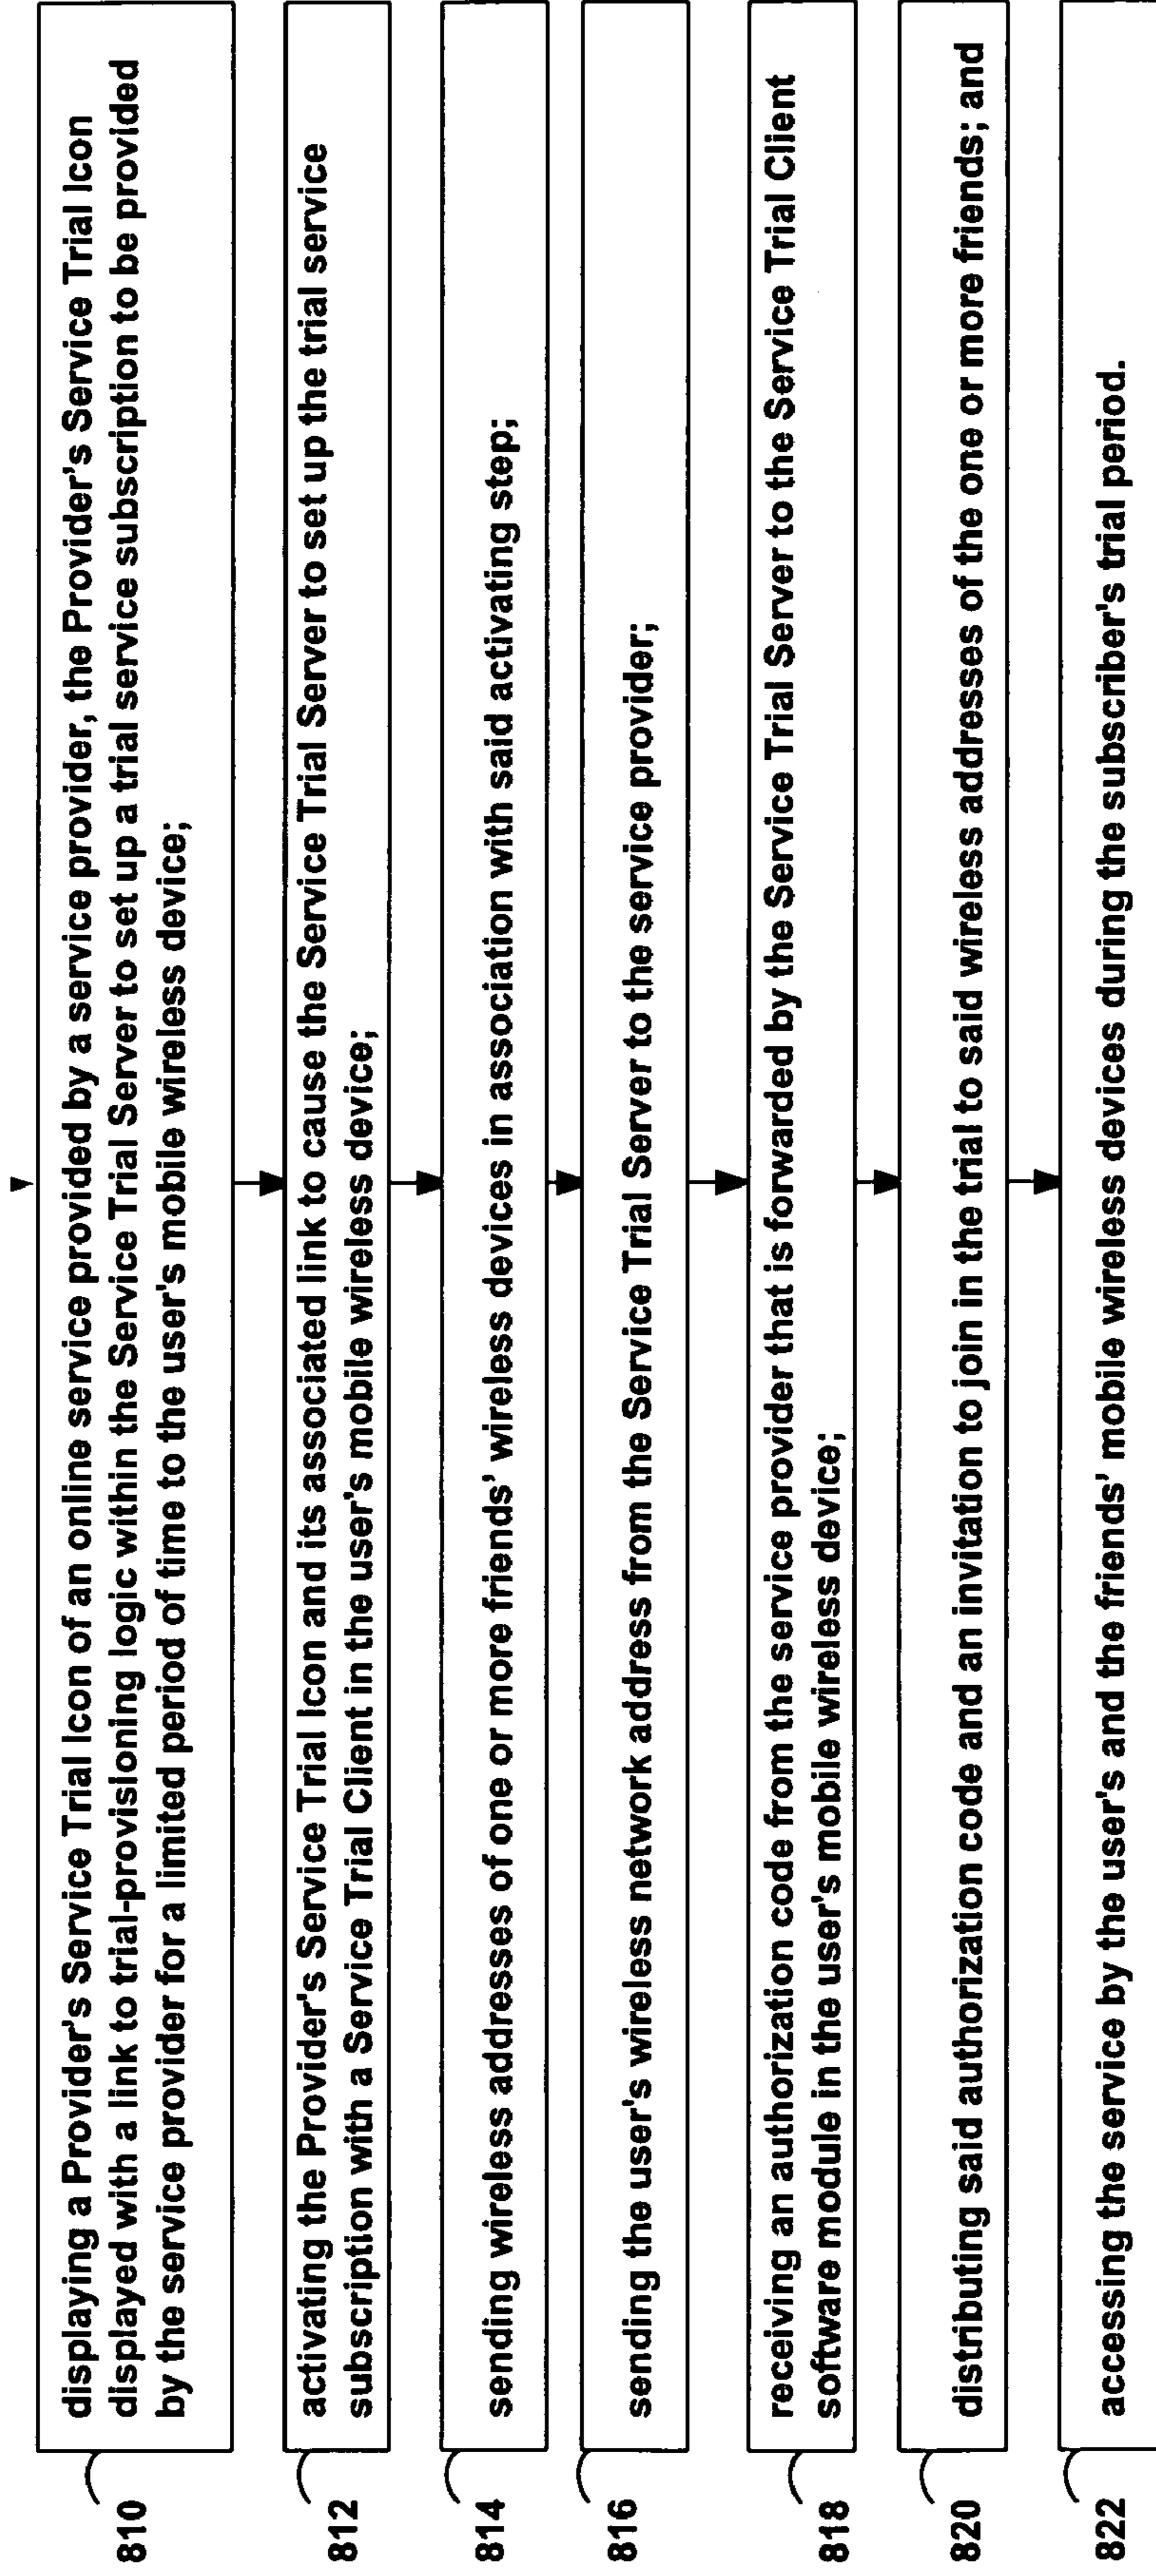 810
displaying a Provider's Service Trial Icon of an online service provided by a service provider, the Provider's Service Trial Icon
displayed with a link to trial-provisioning logic within the Service Trial Server to set up a trial service subscription to be provided
by the service provider for a limited period of time to the user's mobile wireless device;
812
activating the Provider's Service Trial Icon and its associated link to cause the Service Trial Server to set up the trial service
subscription with a Service Trial Client in the user's mobile wireless device;
814
sending wireless addresses of one or more friends' wireless devices in association with said activating step;
816
sending the user's wireless network address from the Service Trial Server to the service provider;
818
receiving an authorization code from the service provider that is forwarded by the Service Trial Server to the Service Trial Client
software module in the user's mobile wireless device;
820
distributing said authorization code and an invitation to join in the trial to said wireless addresses of the one or more friends; and
822
accessing the service by the user's and the friends' mobile wireless devices during the subscriber's trial period.